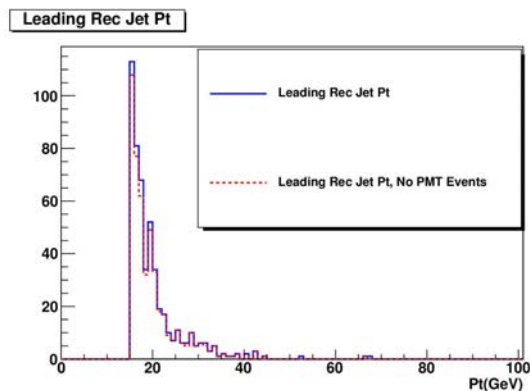 Leading Rec Jet Pt
Leading Rec Jet Pt
Leading Rec Jet Pt, No PMT Events
100
80
60
40
20
0
0 20 40 60 80 100
Pt(GeV)